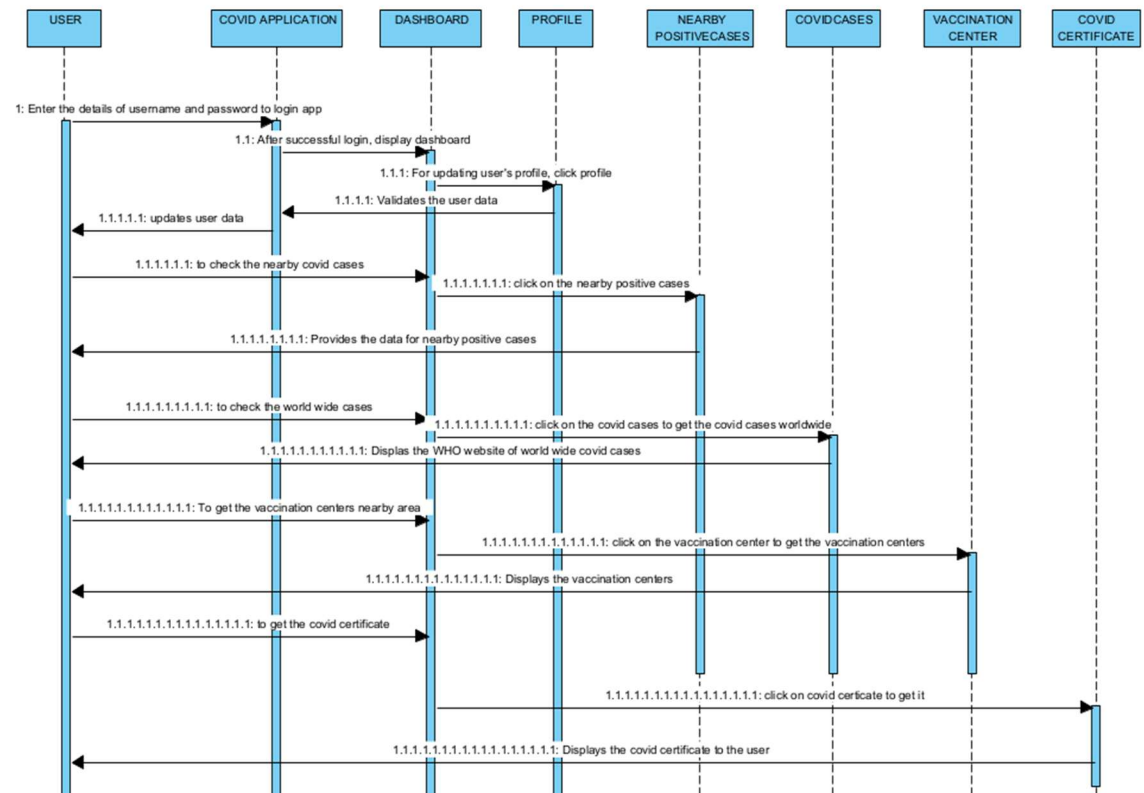 USER
COVID APPLICATION
DASHBOARD
PROFILE
NEARBY
POSITIVECASES
COVIDCASES
VACCINATION
CENTER
COVID
CERTIFICATE
1: Enter the details of username and password to login app
1.1: After successful login, display dashboard
1.1.1: For updating user's profile, click profile
1.1.1.1: Validates the user data
1.1.1.1.1: updates user data
1.1.1.1.1.1: to check the nearby covid cases
1.1.1.1.1.1.1: click on the nearby positive cases
1.1.1.1.1.1.1.1: Provides the data for nearby positive cases
1.1.1.1.1.1.1.1.1: to check the world wide cases
1.1.1.1.1.1.1.1.1.1: click on the covid cases to get the covid cases worldwide
1.1.1.1.1.1.1.1.1.1.1: Displas the WHO website of world wide covid cases
1.1.1.1.1.1.1.1.1.1.1.1: To get the vaccination centers nearby area
1.1.1.1.1.1.1.1.1.1.1.1.1: click on the vaccination center to get the vaccination centers
1.1.1.1.1.1.1.1.1.1.1.1.1.1: Displays the vaccination centers
1.1.1.1.1.1.1.1.1.1.1.1.1.1.1: to get the covid certificate
1.1.1.1.1.1.1.1.1.1.1.1.1.1.1.1: click on covid certicate to get it
1.1.1.1.1.1.1.1.1.1.1.1.1.1.1.1.1: Displays the covid certificate to the user